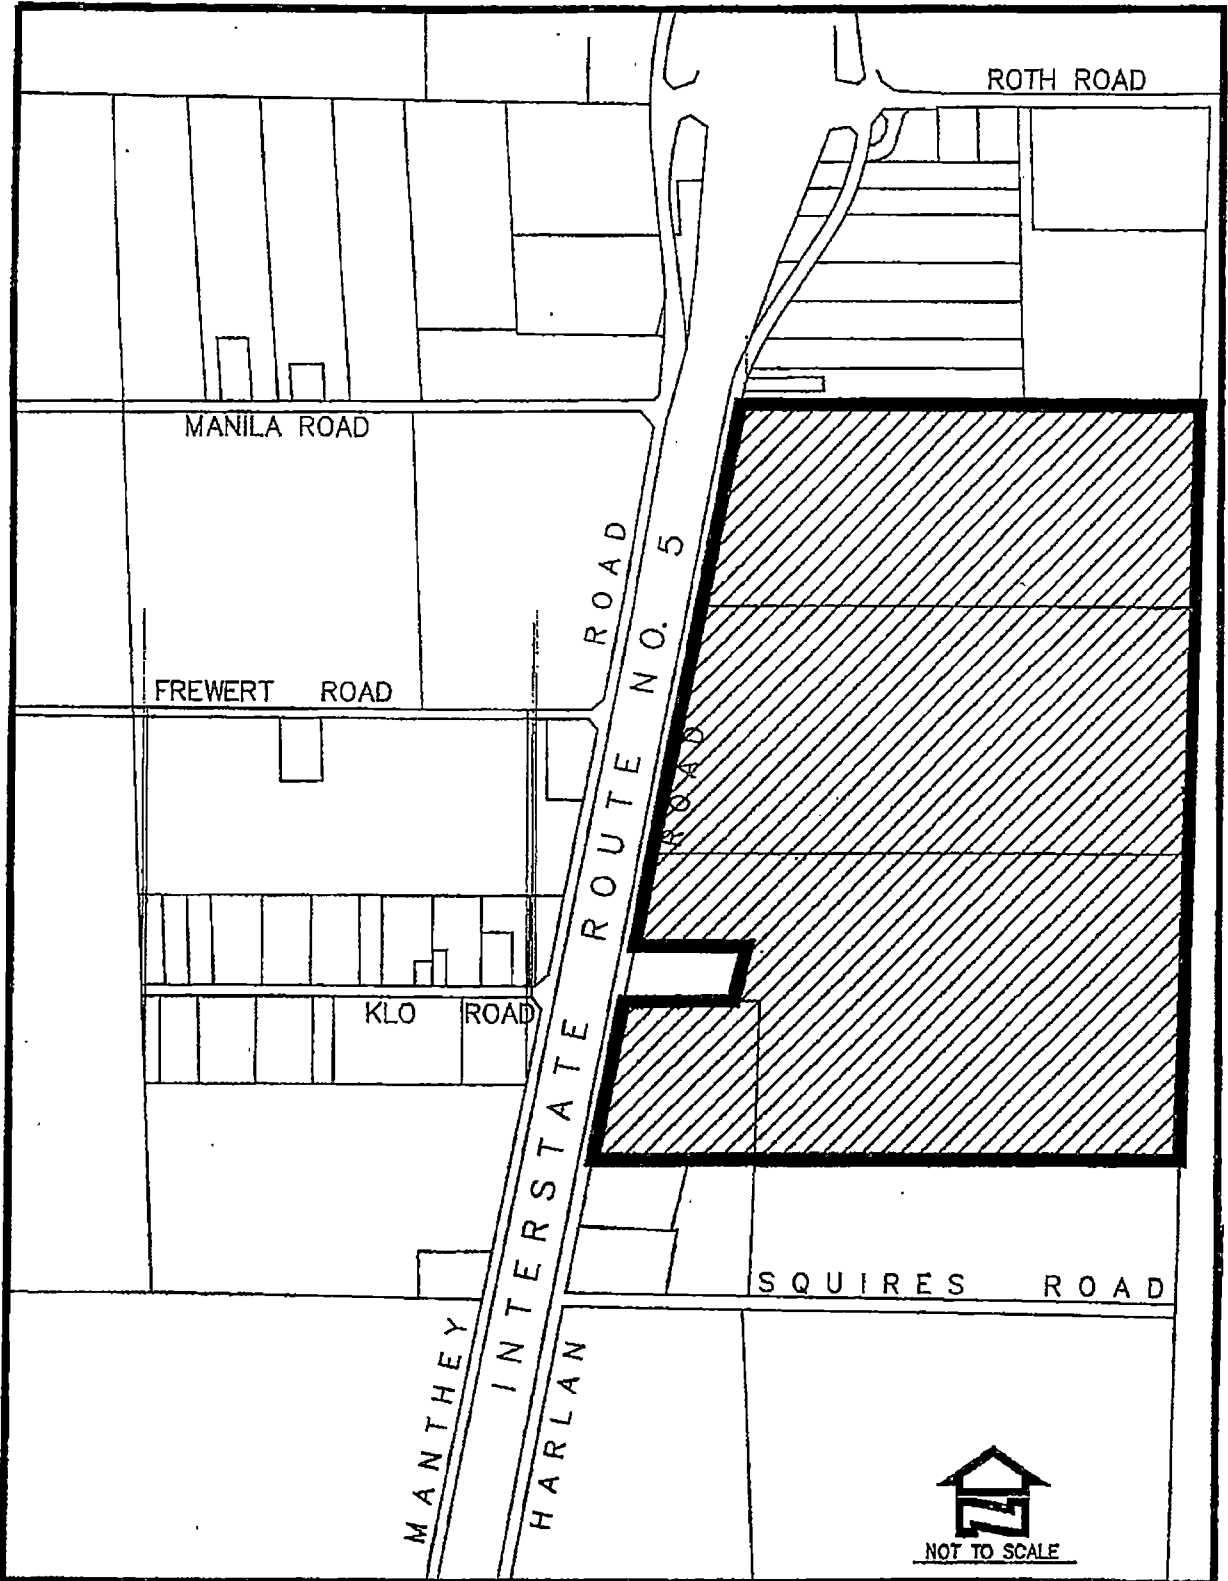 ROTH ROAD
MANILA ROAD
FREWERT ROAD
KLO ROAD
SQUIRES ROAD
MANTHEY ROAD
INTERSTATE ROUTE NO. 5
HARLAN ROAD
NOT TO SCALE